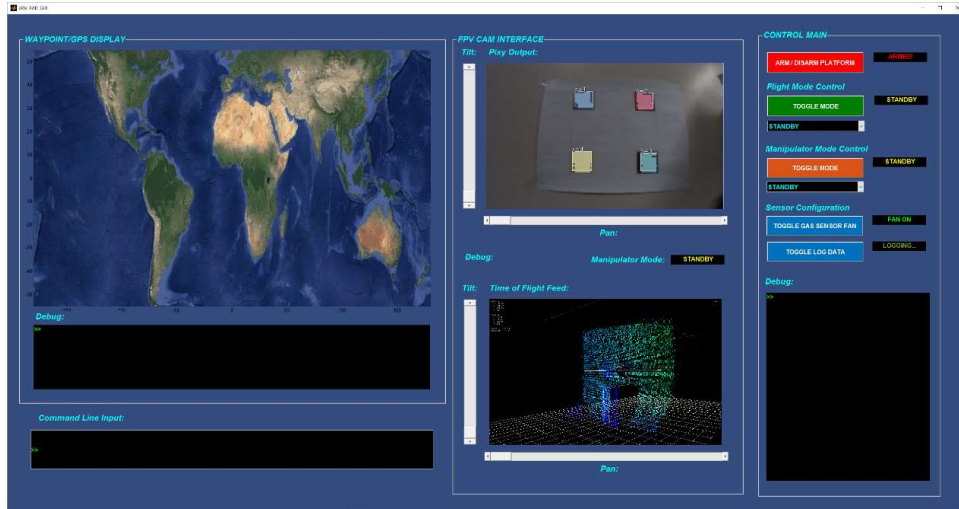 WAYPOINT/GPS DISPLAY
Debug:
>>
Command Line Input:
>>
FPV CAM INTERFACE
Tilt:
Pixy Output:
Pan:
Debug:
Manipulator Mode:
STANDBY
Tilt:
Time of Flight Feed:
Pan:
CONTROL MAIN
ARM / DISARM PLATFORM
ARMED!
Flight Mode Control
TOGGLE MODE
STANDBY
STANDBY
Manipulator Mode Control
TOGGLE MODE
STANDBY
STANDBY
Sensor Configuration
TOGGLE GAS SENSOR FAN
FAN ON
TOGGLE LOG DATA
LOGGING...
Debug:
>>